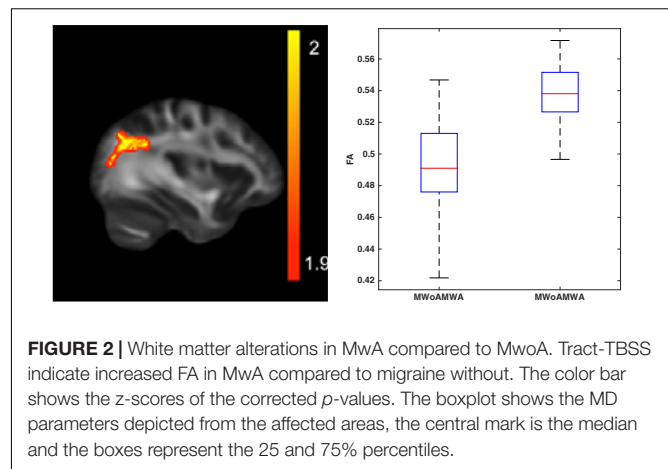 2
1.9
0.56
0.54
0.52
0.5
0.48
0.46
0.44
0.42
FA
MWoAMWA
MWoAMWA
FIGURE 2 | White matter alterations in MwA compared to MwoA. Tract-TBSS
indicate increased FA in MwA compared to migraine without. The color bar
shows the z-scores of the corrected p-values. The boxplot shows the MD
parameters depicted from the affected areas, the central mark is the median
and the boxes represent the 25 and 75% percentiles.